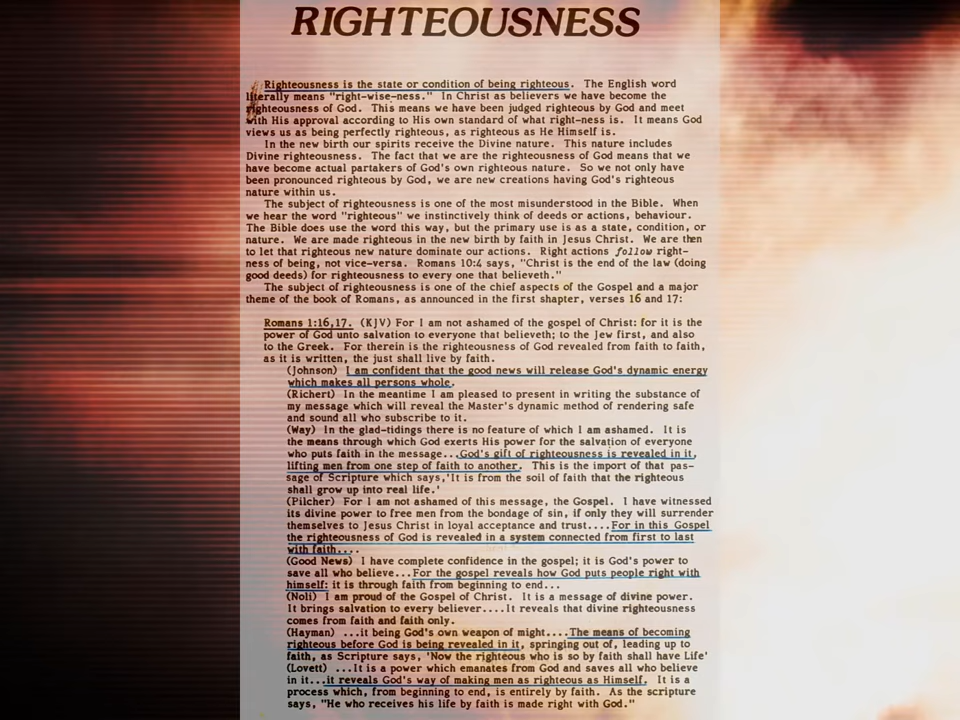 RIGHTEOUSNESS
Righteousness is the state or condition of being righteous. The English word
literally means "right-wise-ness." In Christ as believers we have become the
righteousness of God. This means we have been judged righteous by God and meet
with His approval according to His own standard of what right-ness is. It means God
views us as being perfectly righteous, as righteous as He Himself is.
In the new birth our spirits receive the Divine nature. This nature includes
Divine righteousness. The fact that we are the righteousness of God means that we
have become actual partakers of God's own righteous nature. So we not only have
been pronounced righteous by God, we are new creations having God's righteous
nature within us.
The subject of righteousness is one of the most misunderstood in the Bible. When
we hear the word "righteous" we instinctively think of deeds or actions, behaviour.
The Bible does use the word this way, but the primary use is as a state, condition, or
nature. We are made righteous in the new birth by faith in Jesus Christ. We are then
to let that righteous new nature dominate our actions. Right actions follow right-
ness of being, not vice-versa. Romans 10:4 says, "Christ is the end of the law (doing
good deeds) for righteousness to every one that believeth."
The subject of righteousness is one of the chief aspects of the Gospel and a major
theme of the book of Romans, as announced in the first shapter, verses 16 and 17:
Romans 1:16,17. (KJV) For I am not ashamed of the gospel of Christ: for it is the
power of God unto salvation to everyone that believeth; to the Jew first, and also
to the Greek. For therein is the righteousness of God revealed from faith to faith,
as it is written, the just shall live by faith.
(Johnson) I am confident that the good news will release God's dynamic energy
which makes all persons whole.
(Richert) In the meantime I am pleased to present in writing the substance of
my message which will reveal the Master's dynamic method of rendering safe
and sound all who subscribe to it.
(Way) In the glad-tidings there is no feature of which I am ashamed. It is
the means through which God exerts His power for the salvation of everyone
who puts faith in the message...God's gift of righteousness is revealed in it,
lifting men from one step of faith to another. This is the import of that pas-
sage of Scripture which says,'It is from the soil of faith that the righteous
shall grow up into real life.'
(Pilcher) For I am not ashamed of this message, the Gospel. I have witnessed
its divine power to free men from the bondage of sin, if only they will surrender
themselves to Jesus Christ in loyal acceptance and trust....For in this Gospel
the righteousness of God is revealed in a system connected from first to last
with faith....
(Good News) I have complete confidence in the gospel; it is God's power to
save all who believe...For the gospel reveals how God puts people right with
himself: it is through faith from beginning to end...
(Noli) I am proud of the Gospel of Christ. It is a message of divine power.
It brings salvation to every believer....It reveals that divine righteousness
comes from faith and faith only.
(Hayman) ...it being God's own weapon of might....The means of becoming
righteous before God is being revealed in it, springing out of, leading up to
faith, as Scripture says, 'Now the righteous who is so by faith shall have Life'
(Lovett) ...It is a power which emanates from God and saves all who believe
in it...it reveals God's way of making men as righteous as Himself. It is a
process which, from beginning to end, is entirely by faith. As the scripture
says, "He who receives his life by faith is made right with God."